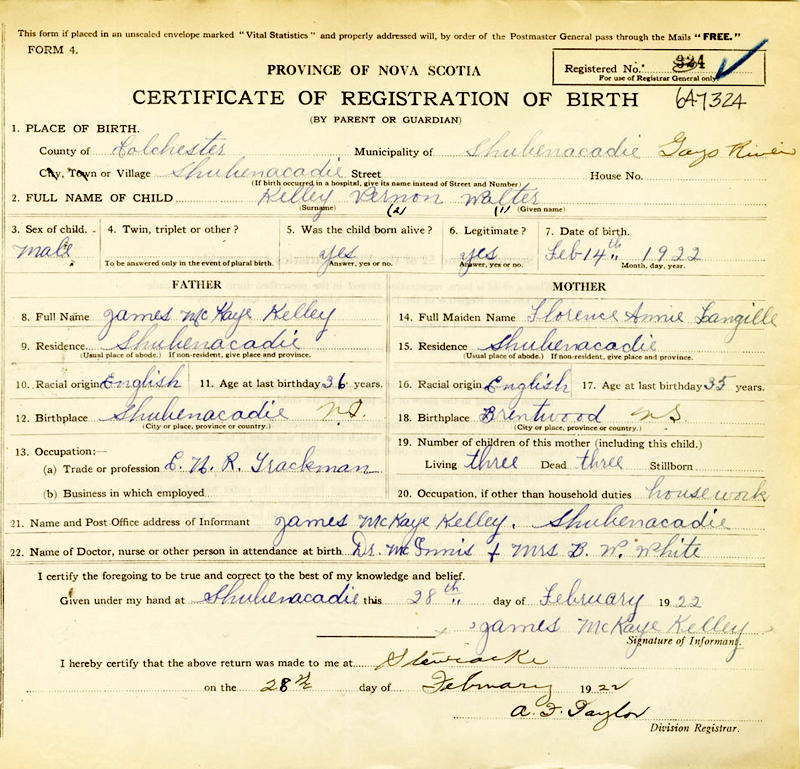 This form if placed in an unsealed envelope marked "Vital Statistics" and properly addressed will, by order of the Postmaster General pass through the Mails "FREE."
FORM 4.
Registered No. 324
For use of Registrar General only.
PROVINCE OF NOVA SCOTIA
CERTIFICATE OF REGISTRATION OF BIRTH 647324
(BY PARENT OR GUARDIAN)
1. PLACE OF BIRTH.
County of Colchester Municipality of Shubenacadie Gays River
City, Town or Village Shubenacadie Street House No.
(If birth occurred in a hospital, give its name instead of Street and Number)
2. FULL NAME OF CHILD Kelley Vernon Walter
(Surname) (2) (1) (Given name)
3. Sex of child. 4. Twin, triplet or other? 5. Was the child born alive? 6. Legitimate? 7. Date of birth.
Male yes yes Feb 14th 1922
To be answered only in the event of plural birth. Answer, yes or no. Answer, yes or no. Month, day, year.
FATHER MOTHER
8. Full Name James McKaye Kelley 14. Full Maiden Name Florence Annie Langille
9. Residence Shubenacadie 15. Residence Shubenacadie
(Usual place of abode.) If non-resident, give place and province. (Usual place of abode.) If non-resident, give place and province.
10. Racial origin English 11. Age at last birthday 36 years. 16. Racial origin English 17. Age at last birthday 35 years.
12. Birthplace Shubenacadie N.S. 18. Birthplace Brentwood N S
(City or place, province or country.) (City or place, province or country.)
13. Occupation:— 19. Number of children of this mother (including this child.)
(a) Trade or profession C. N. R. Trackman Living three Dead three Stillborn
(b) Business in which employed 20. Occupation, if other than household duties housework
21. Name and Post Office address of Informant James McKaye Kelley. Shubenacadie
22. Name of Doctor, nurse or other person in attendance at birth Dr. McInnis + Mrs B. W. White
I certify the foregoing to be true and correct to the best of my knowledge and belief.
Given under my hand at Shubenacadie this 28th day of February 1922
James McKaye Kelley
Signature of Informant.
I hereby certify that the above return was made to me at Stewiacke
on the 28th day of February 1922
A. F. Taylor
Division Registrar.